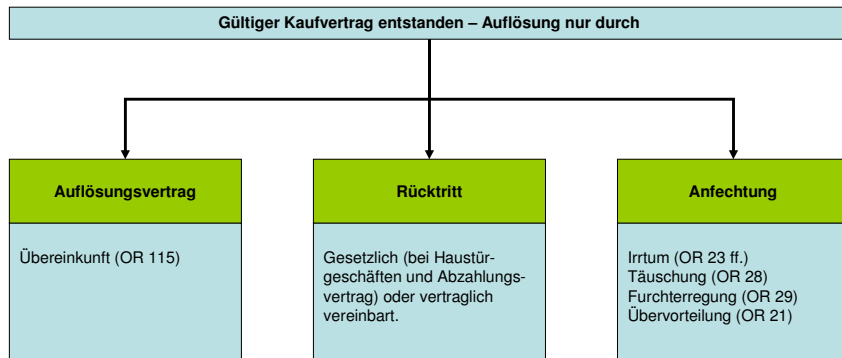 Gültiger Kaufvertrag entstanden – Auflösung nur durch
Auflösungsvertrag
Übereinkunft (OR 115)
Rücktritt
Gesetzlich (bei Haustür-
geschäften und Abzahlungs-
vertrag) oder vertraglich
vereinbart.
Anfechtung
Irrtum (OR 23 ff.)
Täuschung (OR 28)
Furchterregung (OR 29)
Übervorteilung (OR 21)